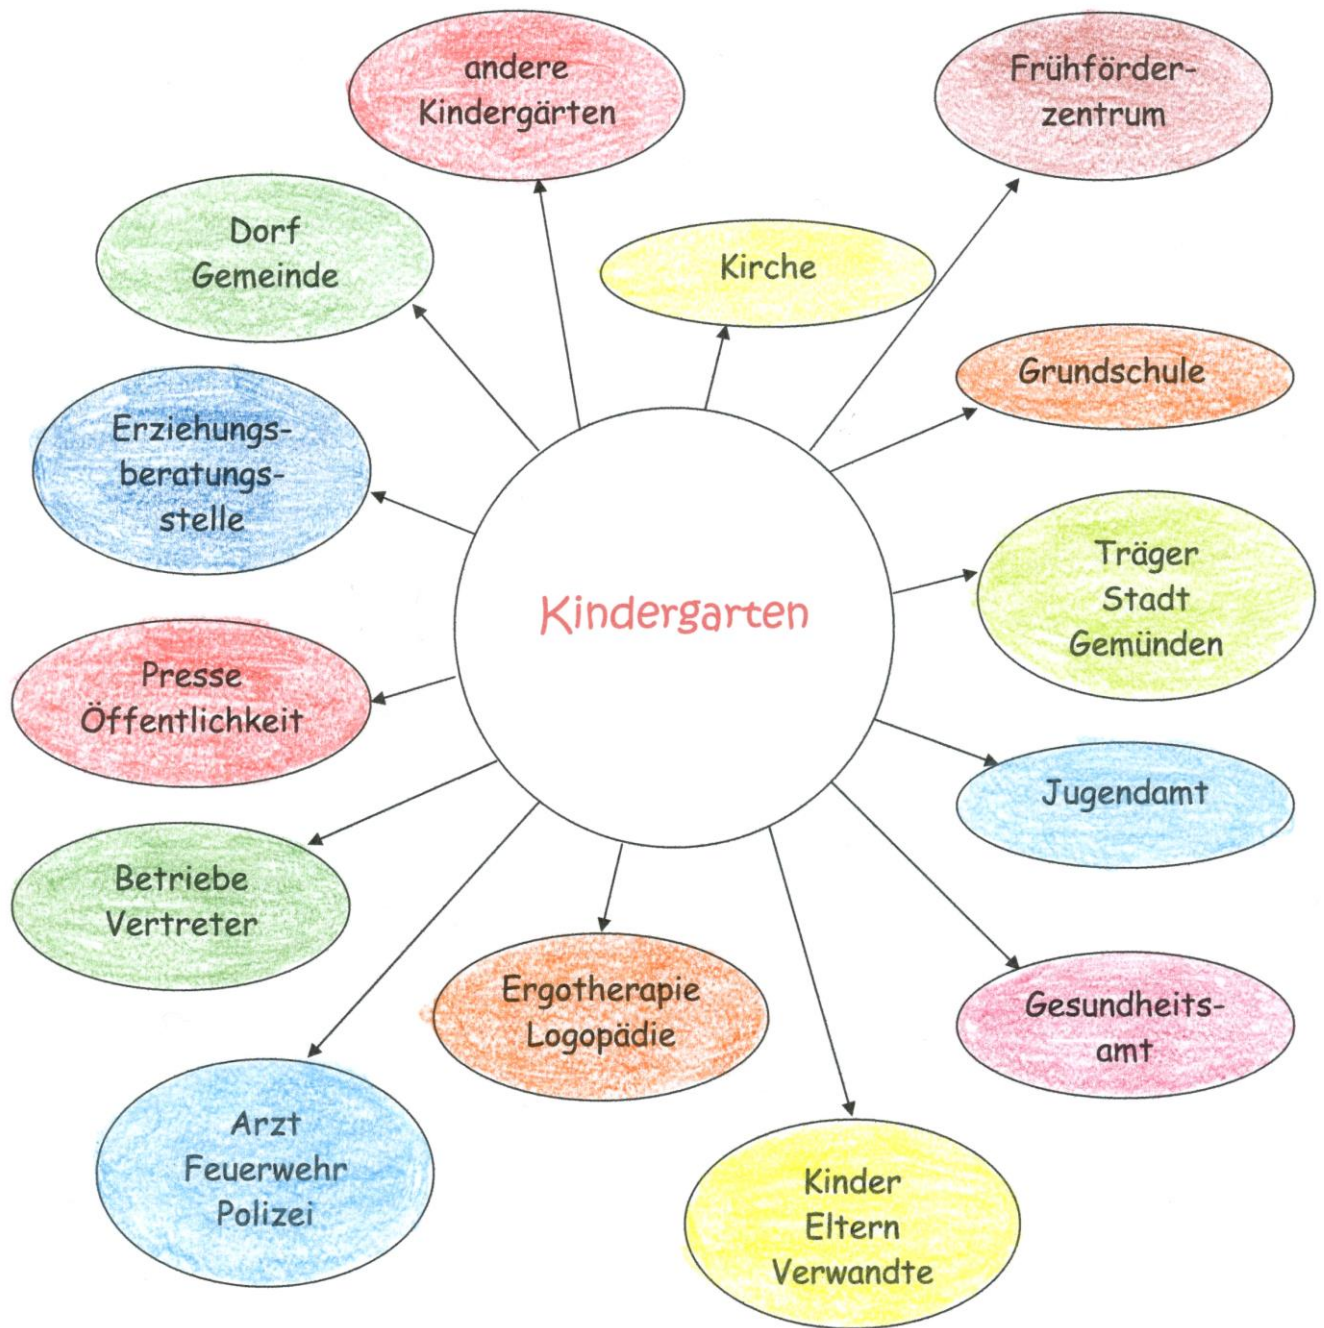 andere
Kindergärten
Frühförder-
zentrum
Dorf
Gemeinde
Kirche
Grundschule
Erziehungs-
beratungs-
stelle
Träger
Stadt
Gemünden
Kindergarten
Presse
Öffentlichkeit
Jugendamt
Betriebe
Vertreter
Ergotherapie
Logopädie
Gesundheits-
amt
Arzt
Feuerwehr
Polizei
Kinder
Eltern
Verwandte